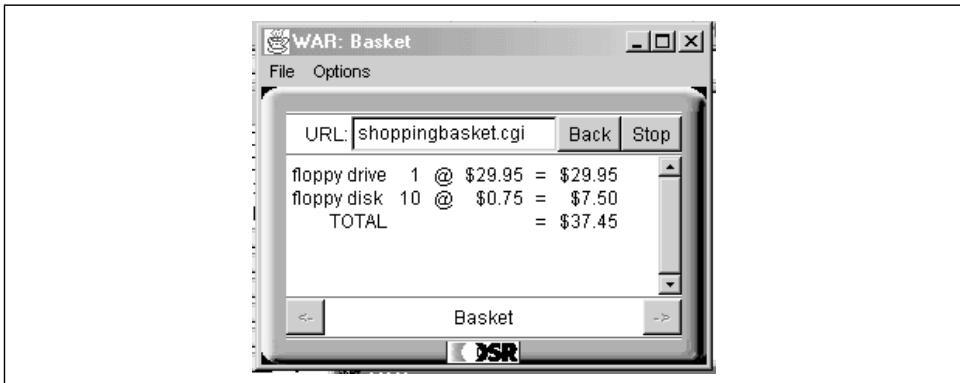 WAR: Basket
File Options
URL: shoppingbasket.cgi Back Stop
floppy drive 1 @ $29.95 = $29.95
floppy disk 10 @ $0.75 = $7.50
TOTAL = $37.45
<- Basket ->